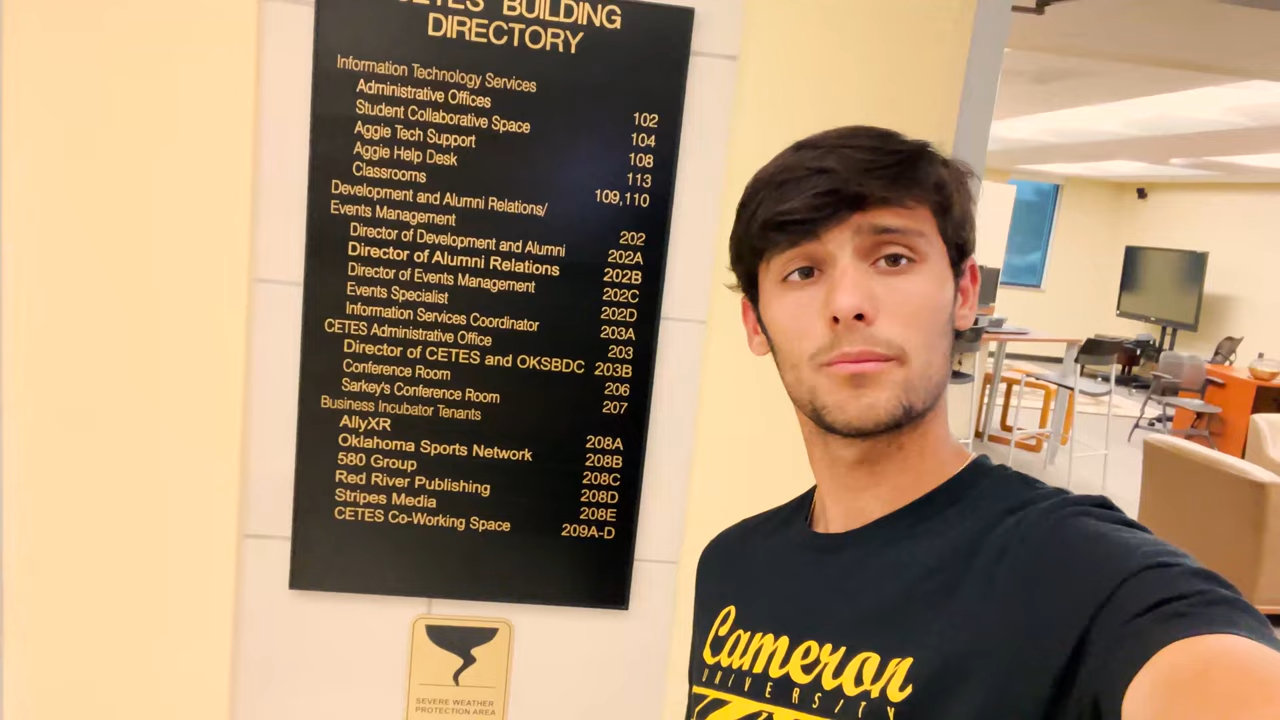 CETES BUILDING
DIRECTORY
Information Technology Services
Administrative Offices 102
Student Collaborative Space 104
Aggie Tech Support 108
Aggie Help Desk 113
Classrooms 109,110
Development and Alumni Relations/
Events Management 202
Director of Development and Alumni 202A
Director of Alumni Relations 202B
Director of Events Management 202C
Events Specialist 202D
Information Services Coordinator 203A
CETES Administrative Office 203
Director of CETES and OKSBDC 203B
Conference Room 206
Sarkey's Conference Room 207
Business Incubator Tenants
AllyXR 208A
Oklahoma Sports Network 208B
580 Group 208C
Red River Publishing 208D
Stripes Media 208E
CETES Co-Working Space 209A-D
SEVERE WEATHER
PROTECTION AREA
Cameron
UNIVERSITY